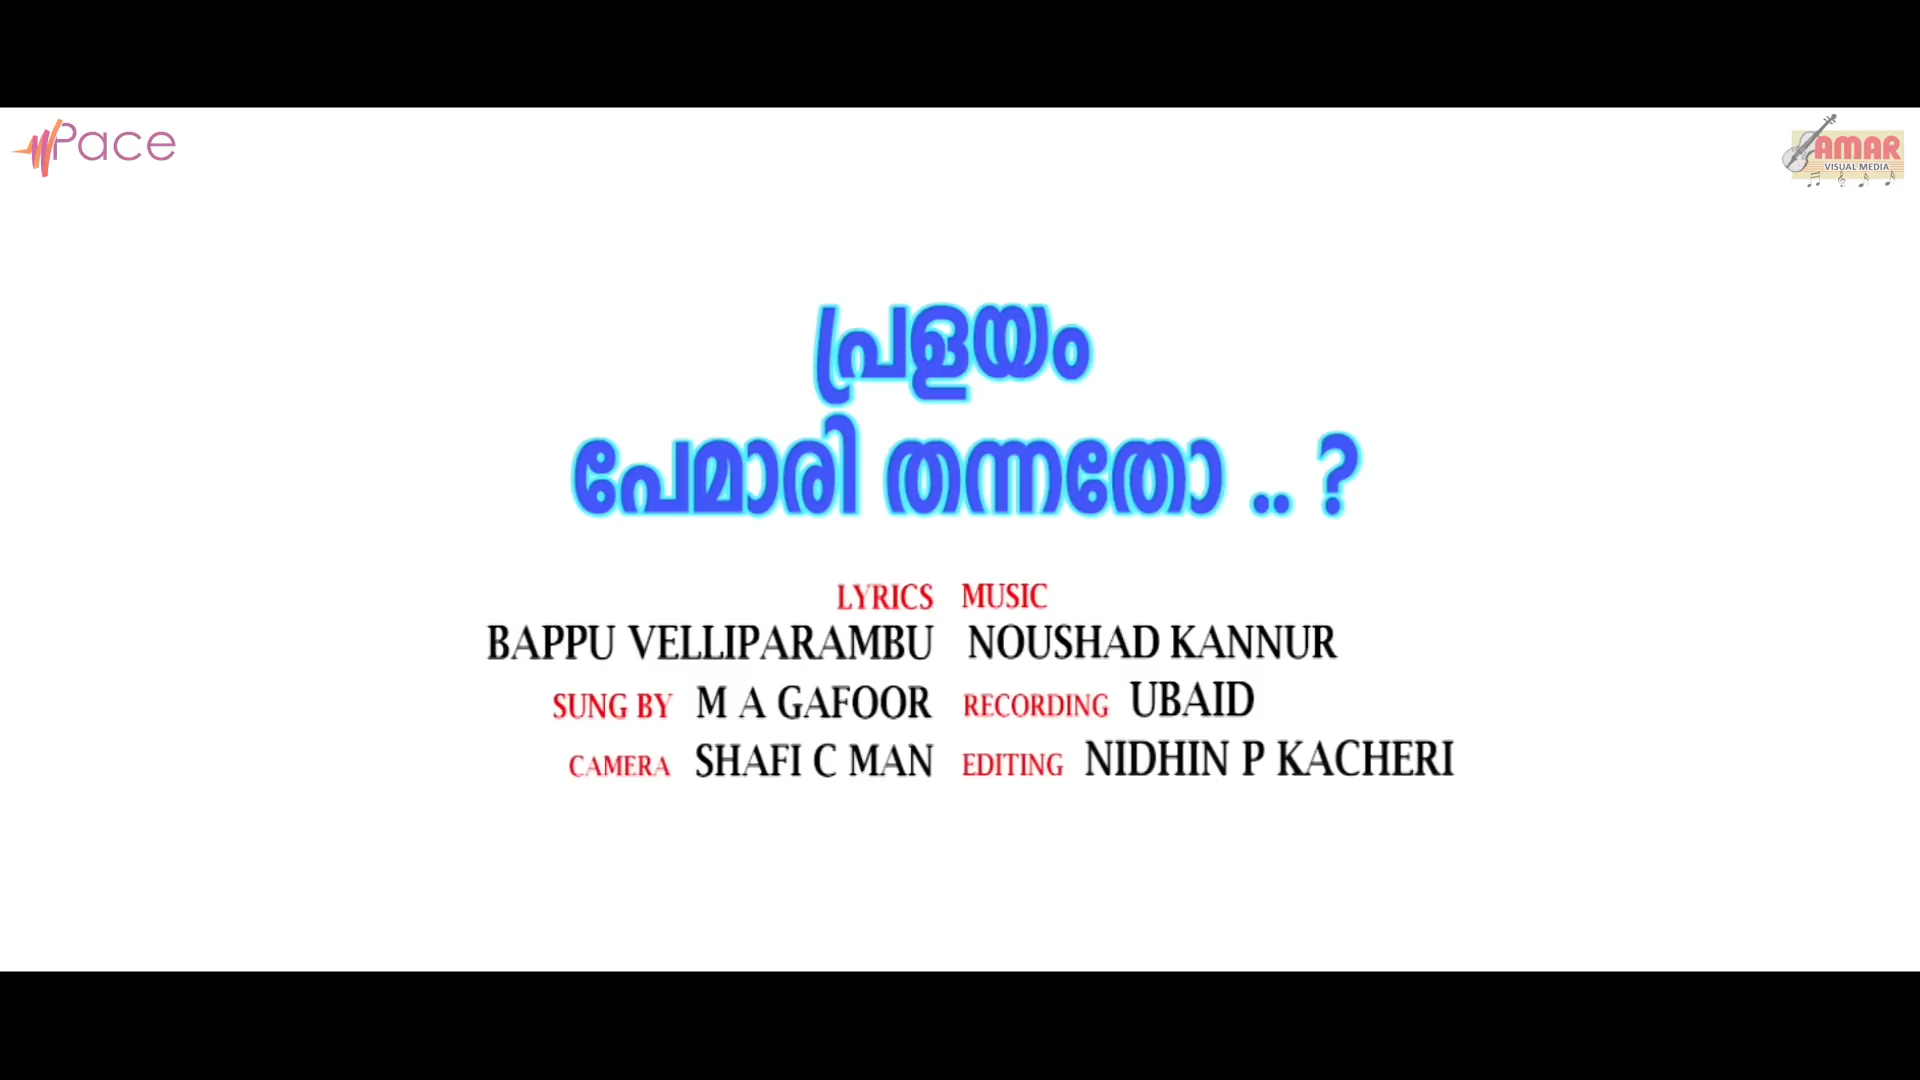 Pace
AMAR
VISUAL MEDIA
പ്രളയം
പേമാരി തന്നതോ .. ?
LYRICS MUSIC
BAPPU VELLIPARAMBU NOUSHAD KANNUR
SUNG BY M A GAFOOR RECORDING UBAID
CAMERA SHAFI C MAN EDITING NIDHIN P KACHERI